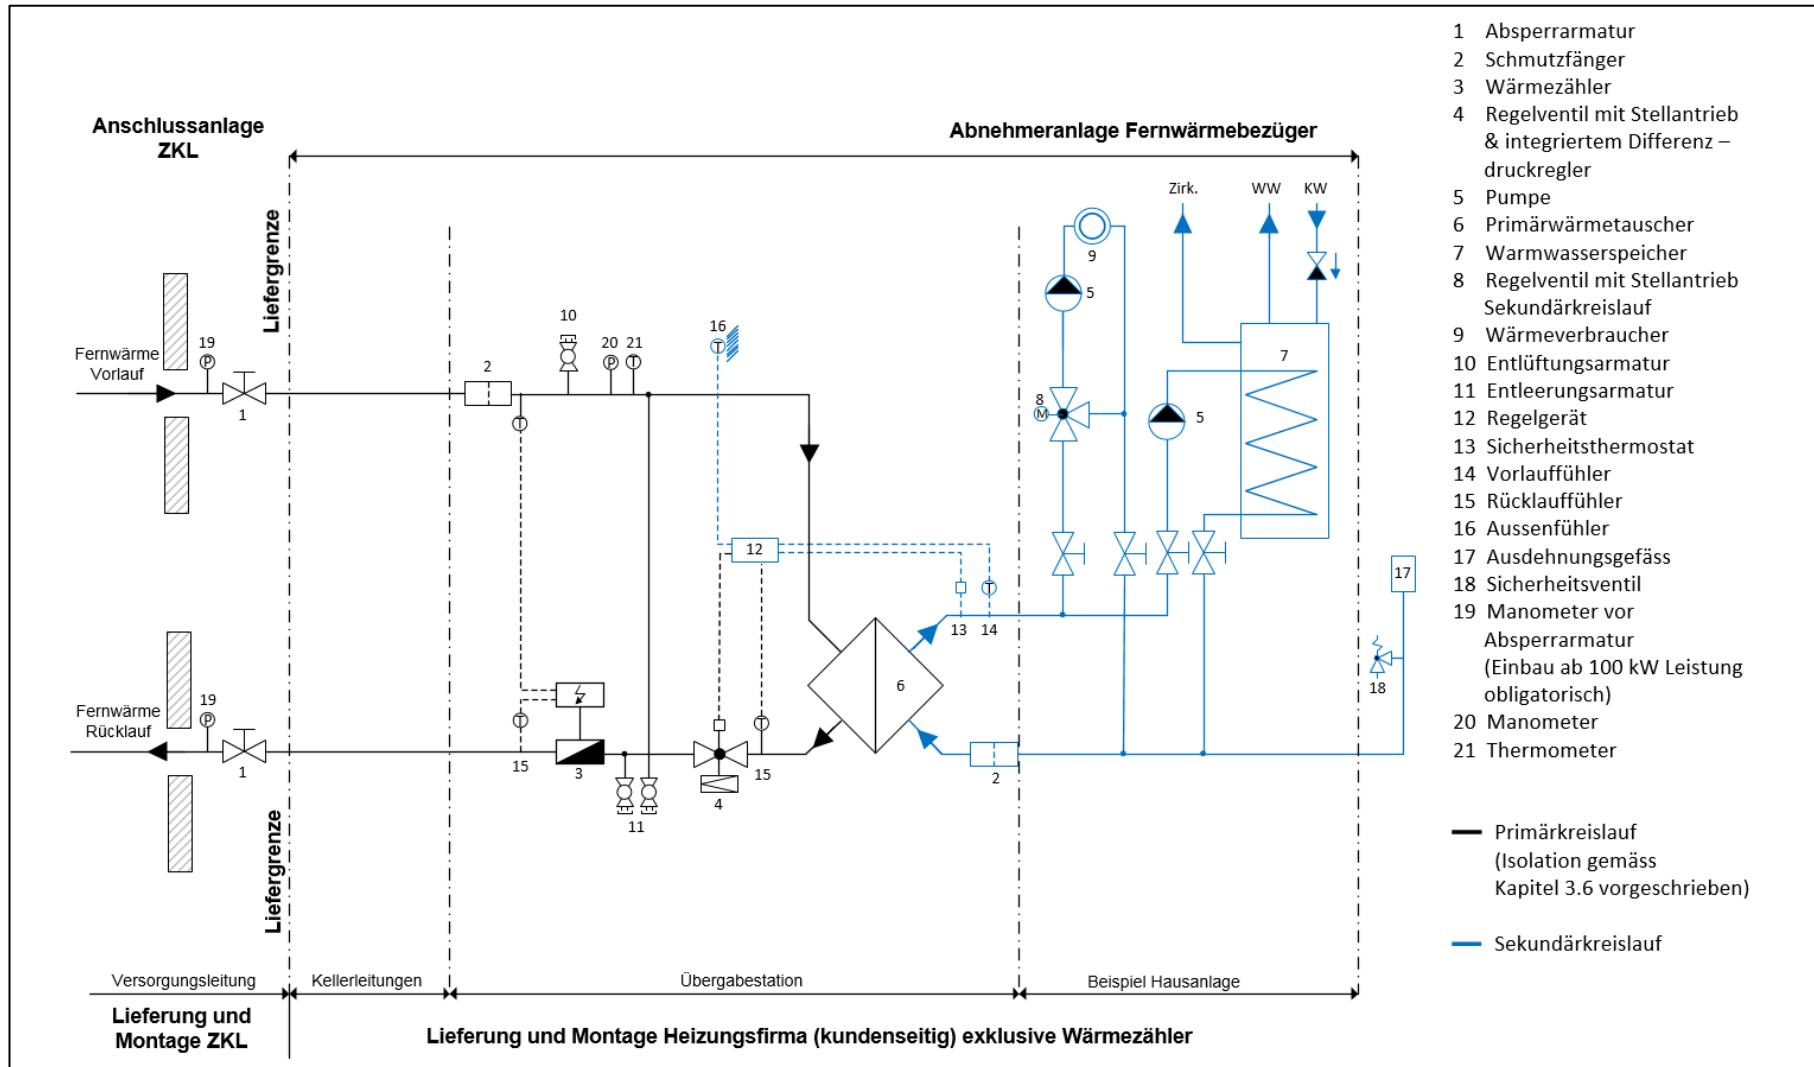 Anschlussanlage
ZKL
Abnehmeranlage Fernwärmebezüger
Liefergrenze
Zirk.
WW
KW
9
5
10
16
T
20
21
19
P
P
T
7
Fernwärme
Vorlauf
2
8
M
5
1
T
12
17
T
13
14
6
18
19
P
Fernwärme
Rücklauf
T
T
1
15
3
15
2
4
11
Liefergrenze
Versorgungsleitung
Kellerleitungen
Übergabestation
Beispiel Hausanlage
Lieferung und
Montage ZKL
Lieferung und Montage Heizungsfirma (kundenseitig) exklusive Wärmezähler
1 Absperrarmatur
2 Schmutzfänger
3 Wärmezähler
4 Regelventil mit Stellantrieb
& integriertem Differenz –
druckregler
5 Pumpe
6 Primärwärmetauscher
7 Warmwasserspeicher
8 Regelventil mit Stellantrieb
Sekundärkreislauf
9 Wärmeverbraucher
10 Entlüftungsarmatur
11 Entleerungsarmatur
12 Regelgerät
13 Sicherheitsthermostat
14 Vorlauffühler
15 Rücklauffühler
16 Aussenfühler
17 Ausdehnungsgefäss
18 Sicherheitsventil
19 Manometer vor
Absperrarmatur
(Einbau ab 100 kW Leistung
obligatorisch)
20 Manometer
21 Thermometer
Primärkreislauf
(Isolation gemäss
Kapitel 3.6 vorgeschrieben)
Sekundärkreislauf